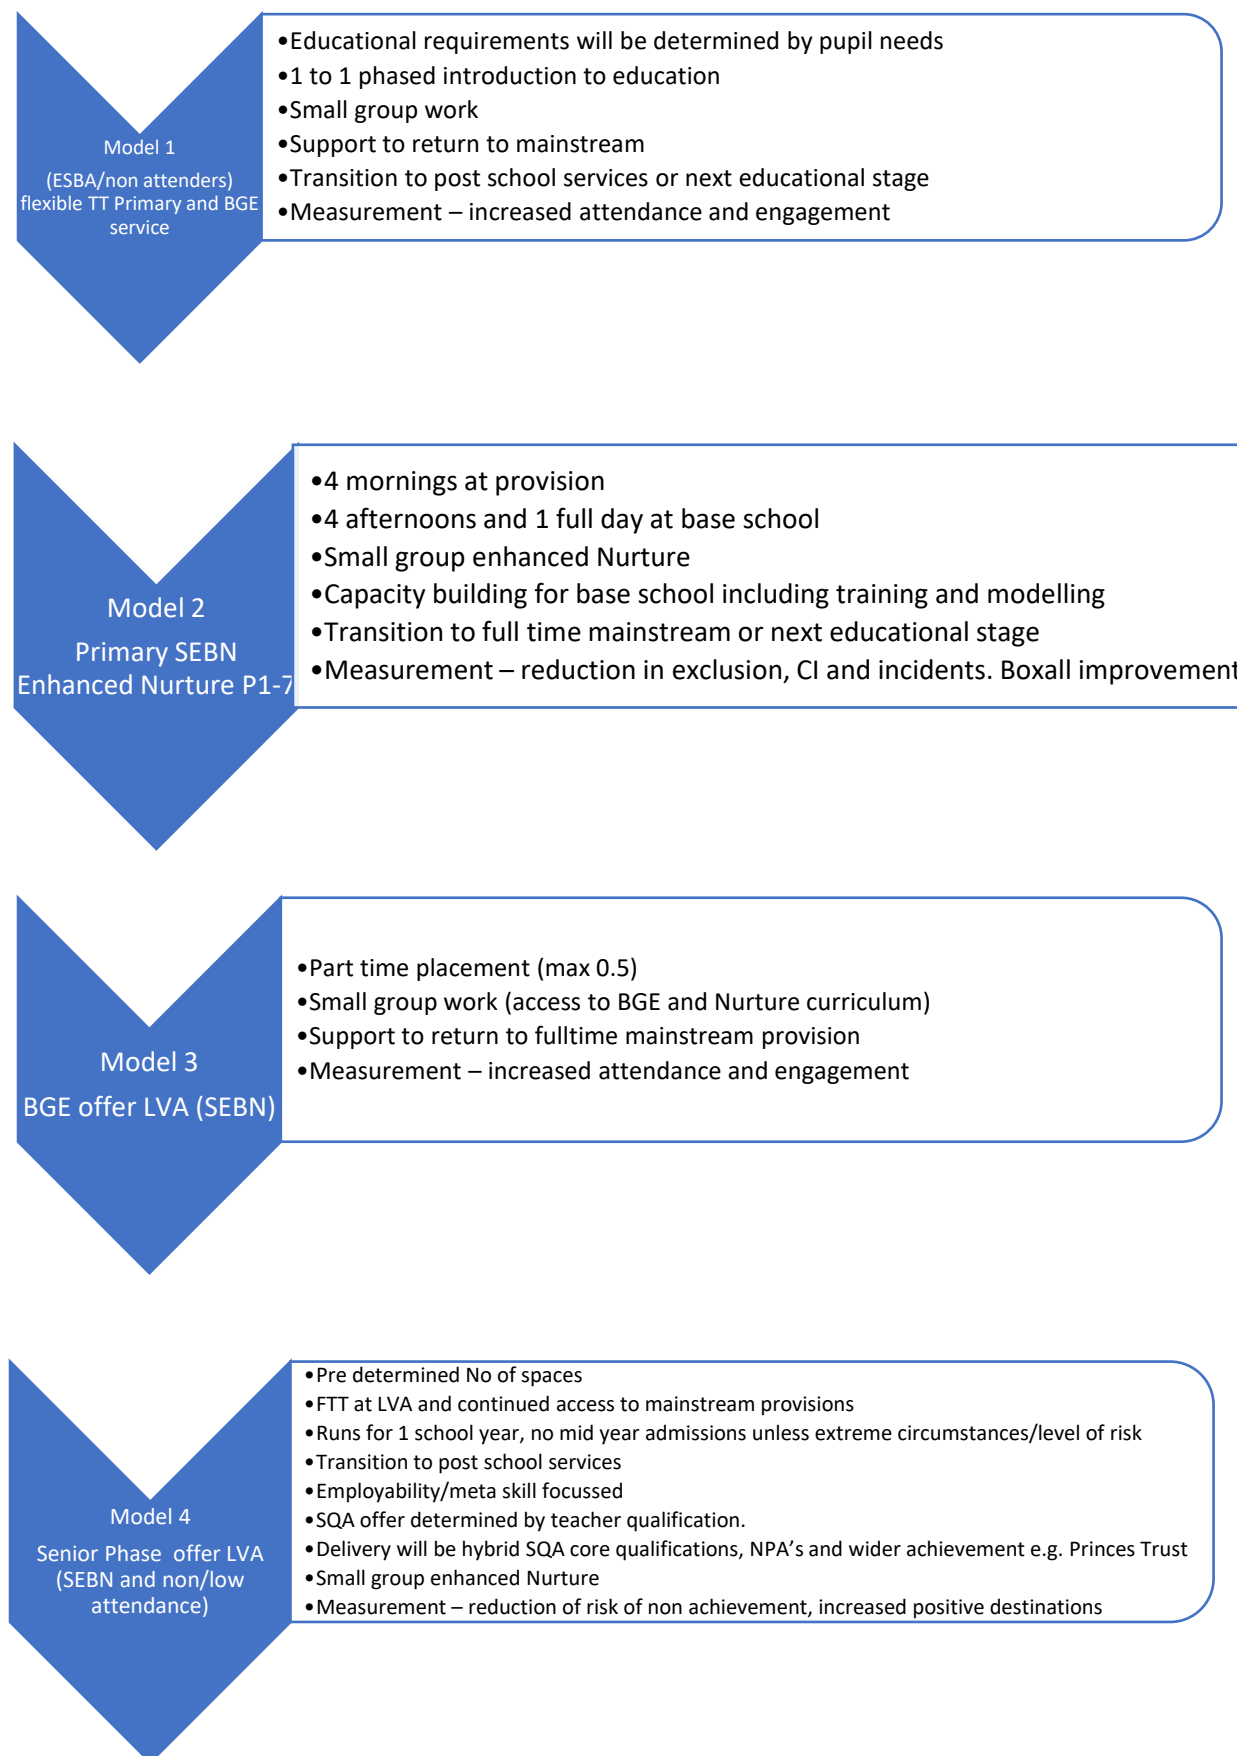 Model 1
(ESBA/non attenders)
flexible TT Primary and BGE
service
•Educational requirements will be determined by pupil needs
•1 to 1 phased introduction to education
•Small group work
•Support to return to mainstream
•Transition to post school services or next educational stage
•Measurement – increased attendance and engagement
Model 2
Primary SEBN
Enhanced Nurture P1-7
•4 mornings at provision
•4 afternoons and 1 full day at base school
•Small group enhanced Nurture
•Capacity building for base school including training and modelling
•Transition to full time mainstream or next educational stage
•Measurement – reduction in exclusion, CI and incidents. Boxall improvement
Model 3
BGE offer LVA (SEBN)
•Part time placement (max 0.5)
•Small group work (access to BGE and Nurture curriculum)
•Support to return to fulltime mainstream provision
•Measurement – increased attendance and engagement
Model 4
Senior Phase offer LVA
(SEBN and non/low
attendance)
•Pre determined No of spaces
•FTT at LVA and continued access to mainstream provisions
•Runs for 1 school year, no mid year admissions unless extreme circumstances/level of risk
•Transition to post school services
•Employability/meta skill focussed
•SQA offer determined by teacher qualification.
•Delivery will be hybrid SQA core qualifications, NPA's and wider achievement e.g. Princes Trust
•Small group enhanced Nurture
•Measurement – reduction of risk of non achievement, increased positive destinations